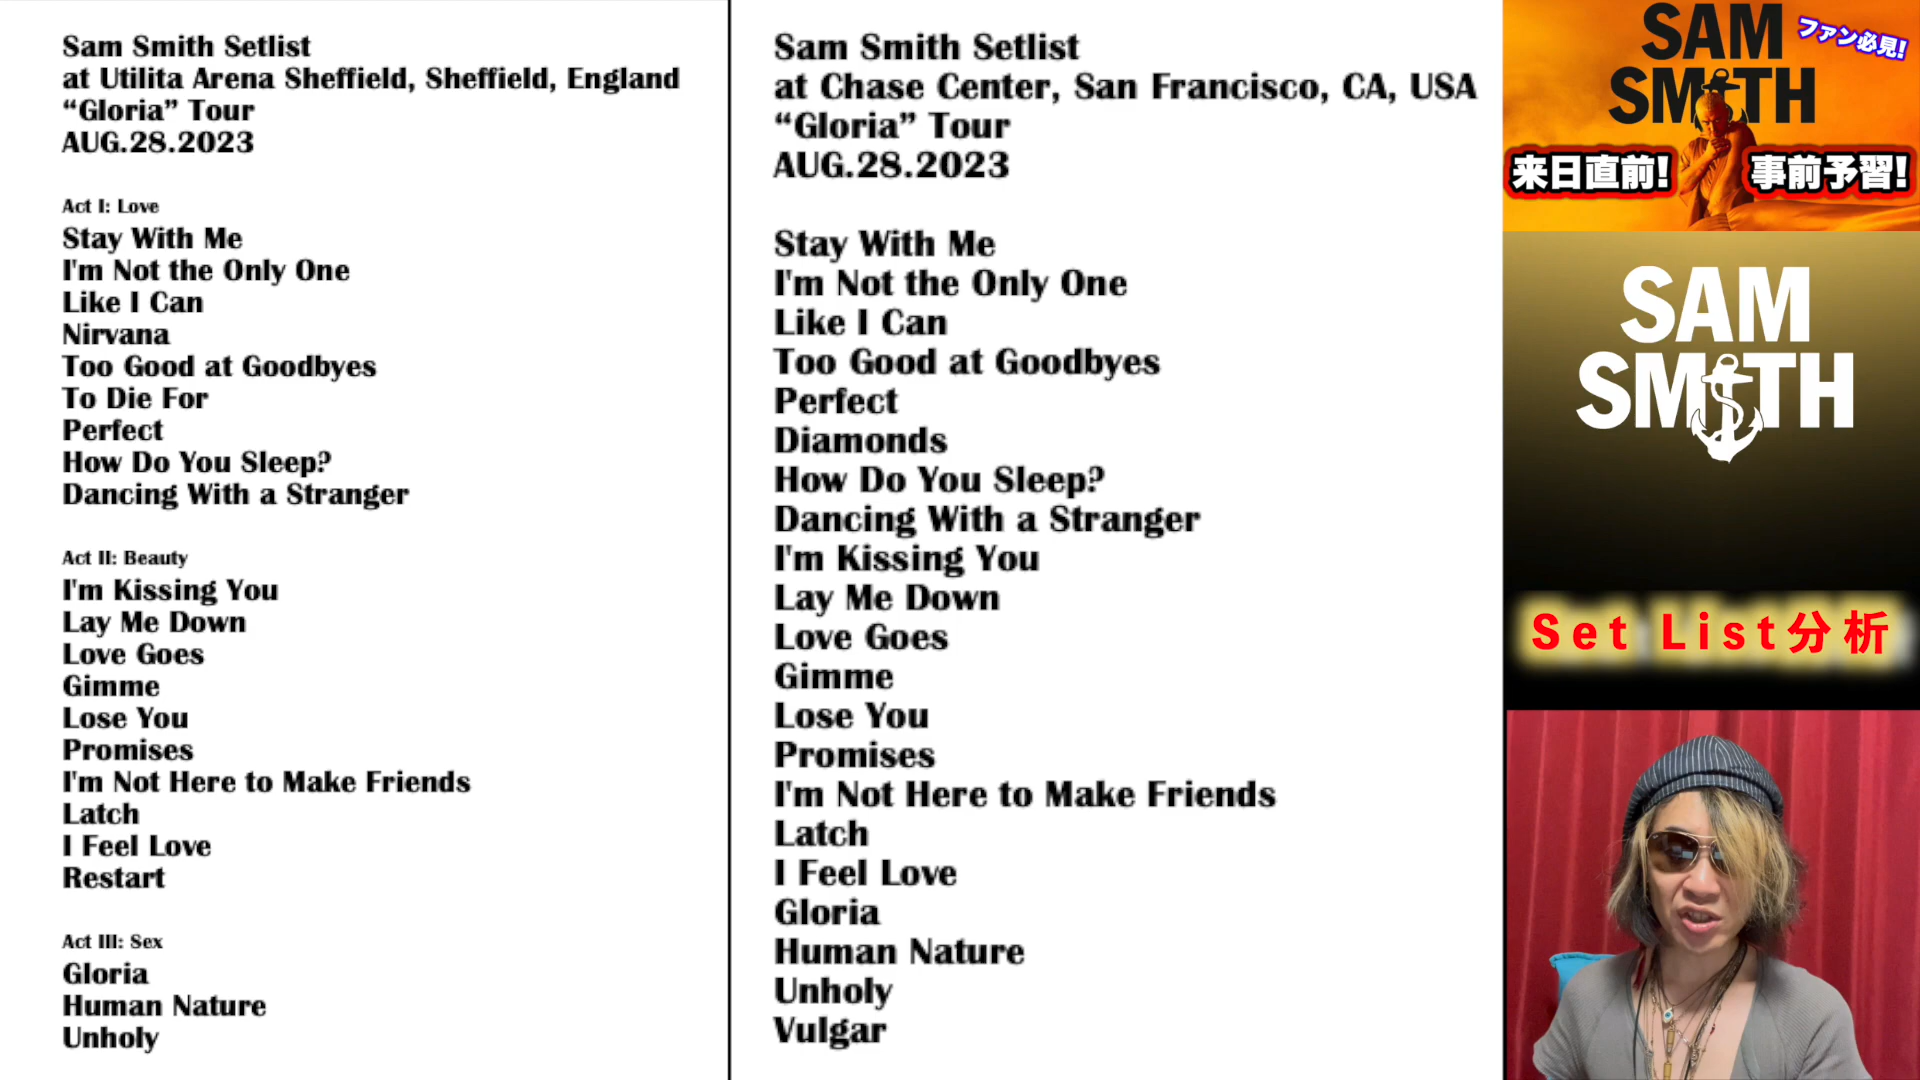 Sam Smith Setlist
at Utilita Arena Sheffield, Sheffield, England
“Gloria” Tour
AUG.28.2023
Act I: Love
Stay With Me
I'm Not the Only One
Like I Can
Nirvana
Too Good at Goodbyes
To Die For
Perfect
How Do You Sleep?
Dancing With a Stranger
Act II: Beauty
I'm Kissing You
Lay Me Down
Love Goes
Gimme
Lose You
Promises
I'm Not Here to Make Friends
Latch
I Feel Love
Restart
Act III: Sex
Gloria
Human Nature
Unholy
Sam Smith Setlist
at Chase Center, San Francisco, CA, USA
“Gloria” Tour
AUG.28.2023
Stay With Me
I'm Not the Only One
Like I Can
Too Good at Goodbyes
Perfect
Diamonds
How Do You Sleep?
Dancing With a Stranger
I'm Kissing You
Lay Me Down
Love Goes
Gimme
Lose You
Promises
I'm Not Here to Make Friends
Latch
I Feel Love
Gloria
Human Nature
Unholy
Vulgar
SAM
SMITH
ファン必見!
来日直前!
事前予習!
SAM
SMITH
Set List分析